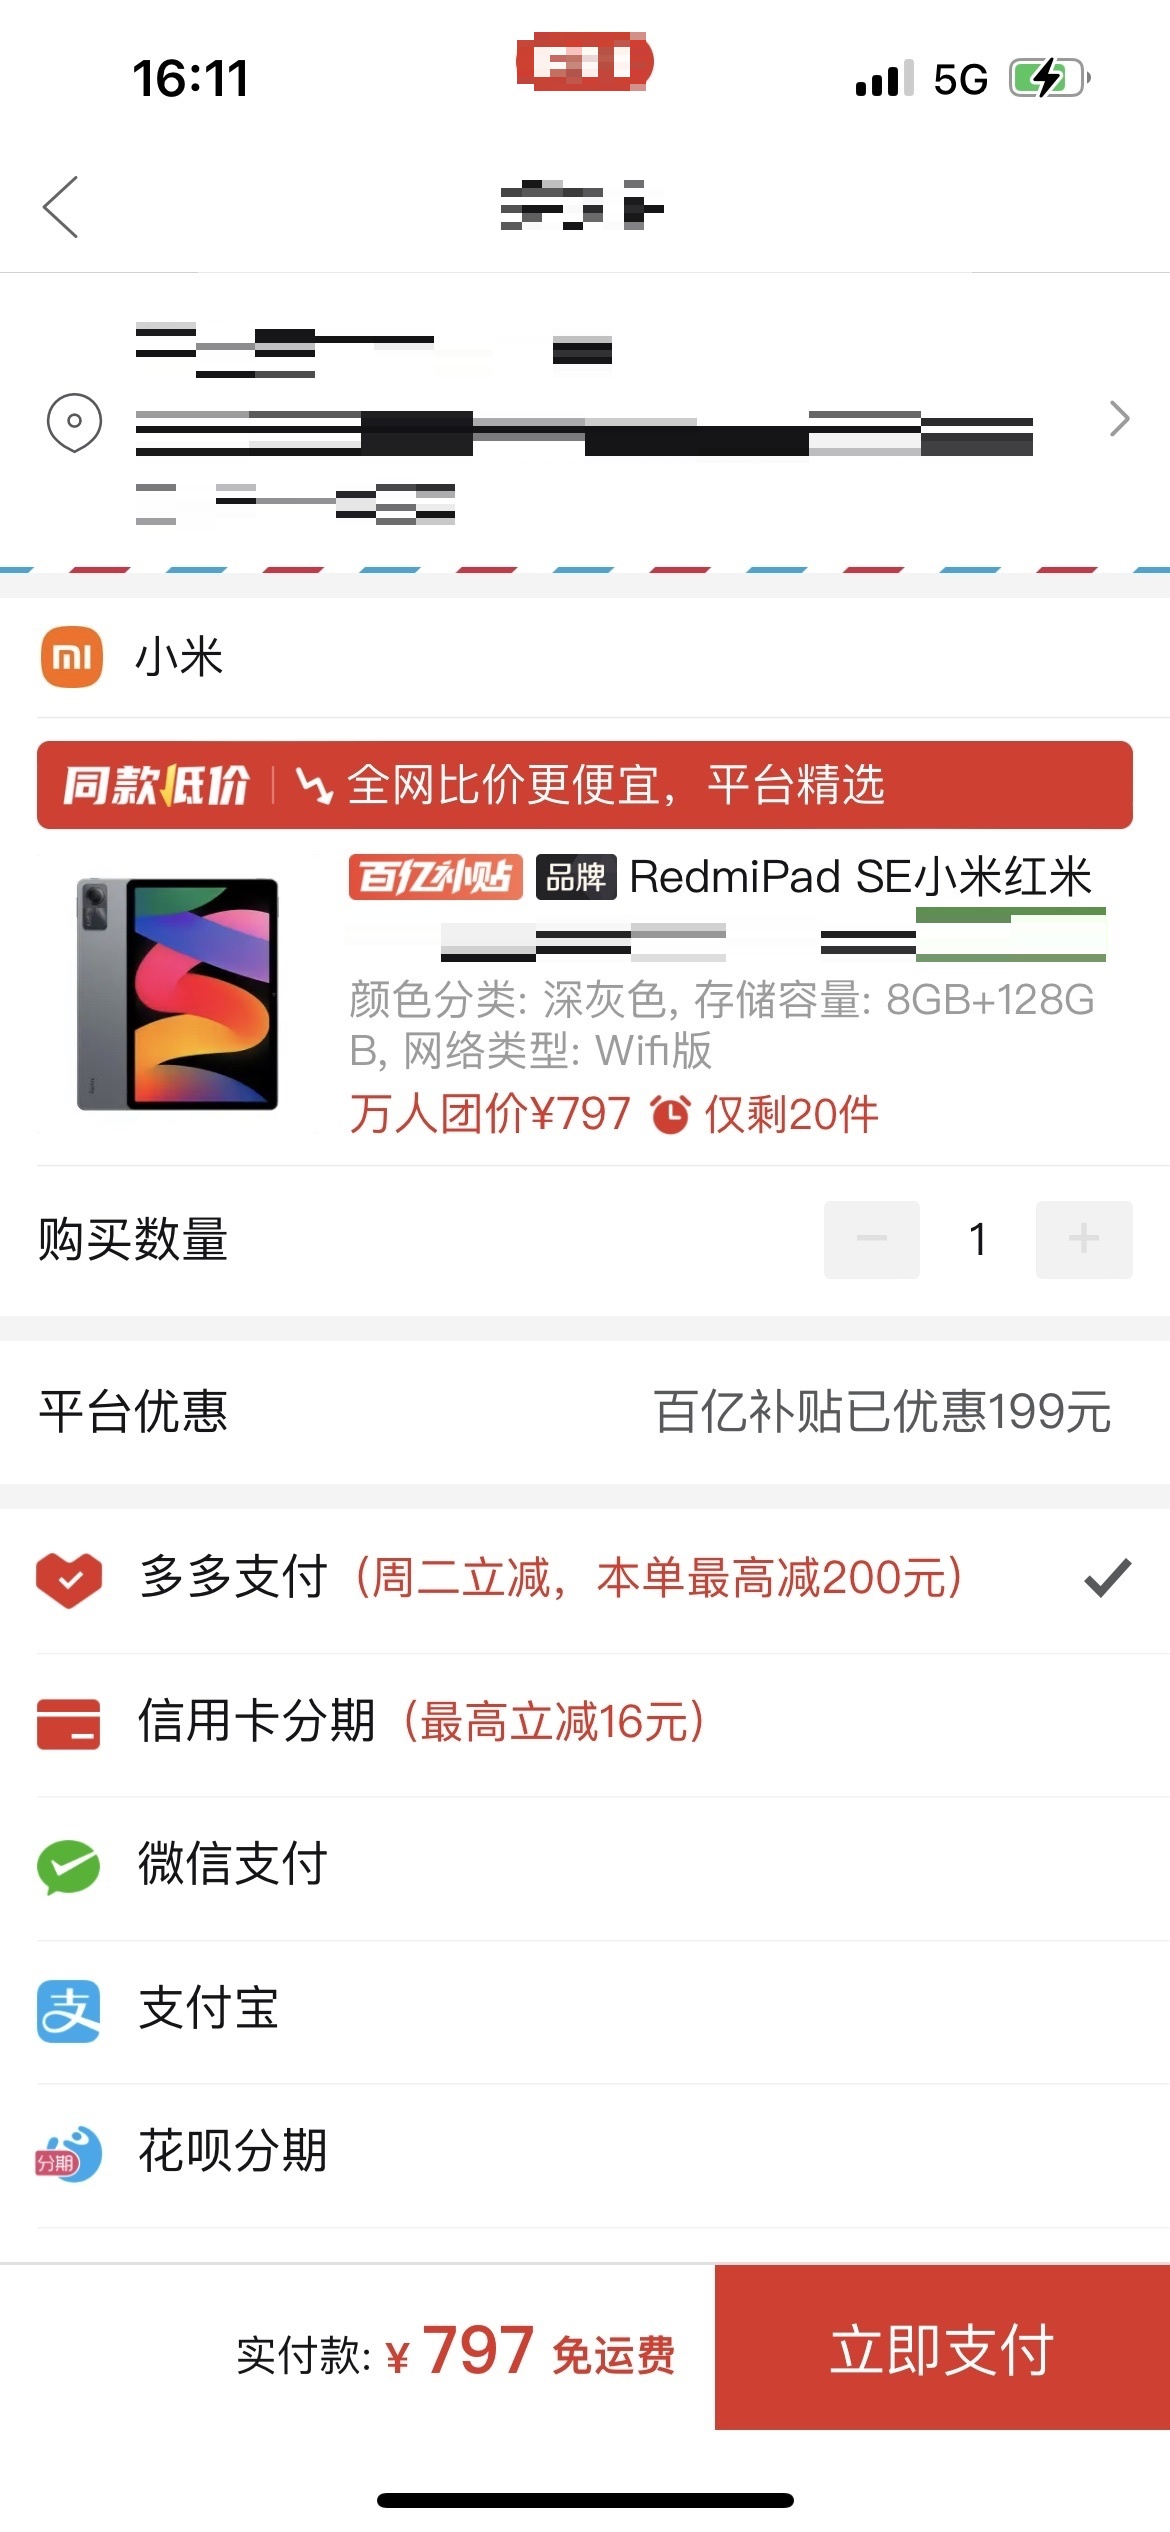 16:11
5G
mi 小米
同款低价 全网比价更便宜，平台精选
百亿补贴 品牌 RedmiPad SE小米红米
颜色分类: 深灰色, 存储容量: 8GB+128G
B, 网络类型: Wifi版
万人团价¥797 仅剩20件
购买数量 1
平台优惠 百亿补贴已优惠199元
多多支付（周二立减，本单最高减200元）
信用卡分期（最高立减16元）
微信支付
支 支付宝
分期 花呗分期
实付款: ¥797 免运费 立即支付